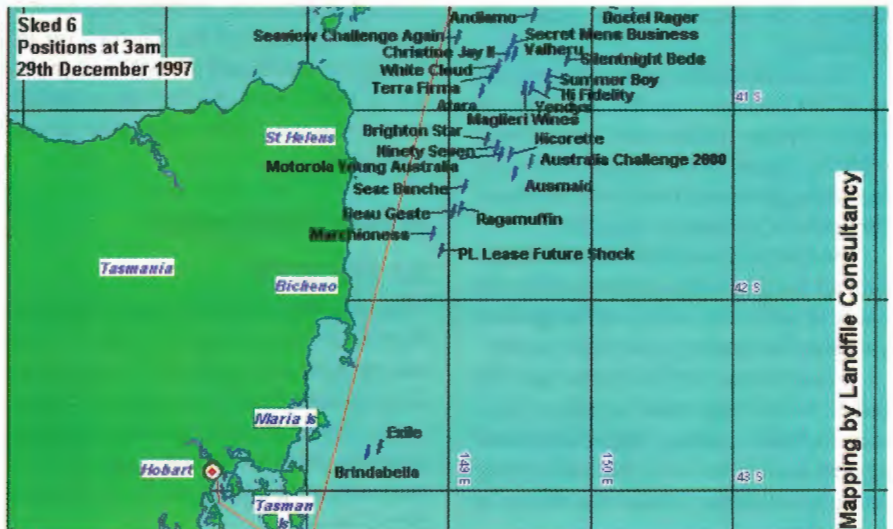 Sked 6
Positions at 3am
29th December 1997
Andiamo
Doctel Rager
Seaview Challenge Again
Secret Mens Business
Christine Jay II
Valheru
Silentnight Beds
White Cloud
Summer Boy
Terra Firma
Hi Fidelity
Atara
Yendys
41 S
Maglieri Wines
St Helens
Brighton Star
Nicorette
Ninety Seven
Australia Challenge 2000
Motorola Young Australia
Seac Banche
Ausmaid
Beau Geste
Ragamuffin
Marchioness
PL Lease Future Shock
Tasmania
Bicheno
42 S
Mapping by Landfile Consultancy
Maria Is
Exile
Hobart
Brindabella
149
E
150
E
43 S
Tasman
Is